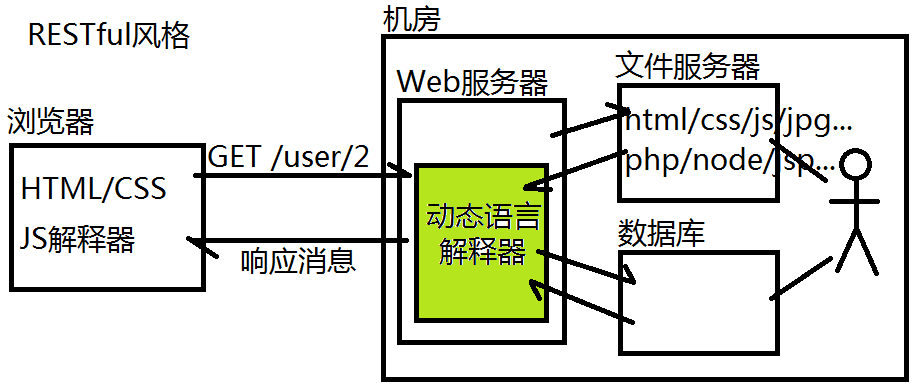 RESTful风格
机房
Web服务器
文件服务器
浏览器
html/css/js/jpg...
GET /user/2
php/node/jsp...
HTML/CSS
JS解释器
动态语言
解释器
数据库
响应消息